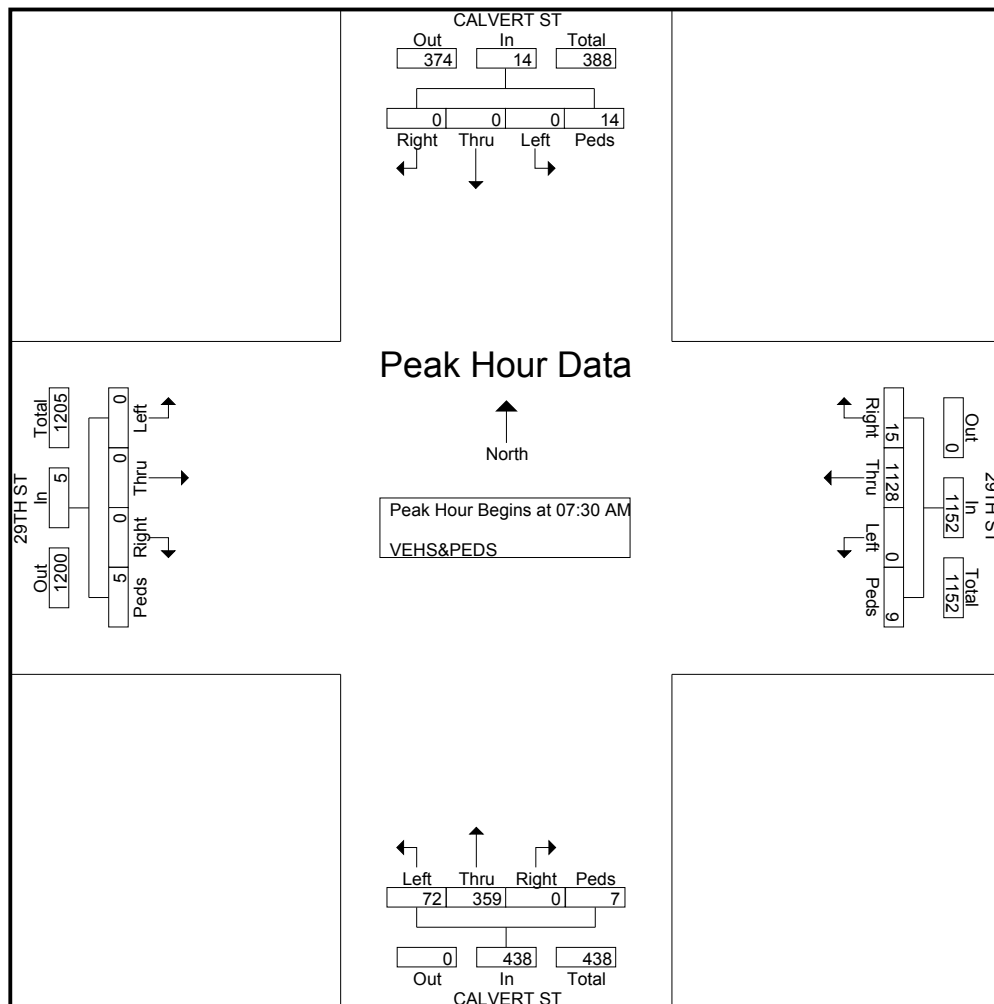 CALVERT ST
Out In Total
374 14 388
0 0 0 14
Right Thru Left Peds
Peak Hour Data
North
Peak Hour Begins at 07:30 AM
VEHS&PEDS
29TH ST
Out In Total
1200 5 1205
Left Thru Right Peds
0 0 0 5
Right Thru Left Peds
15 1128 0 9
Out In Total
0 1152 1152
29TH ST
Left Thru Right Peds
72 359 0 7
0 438 438
Out In Total
CALVERT ST